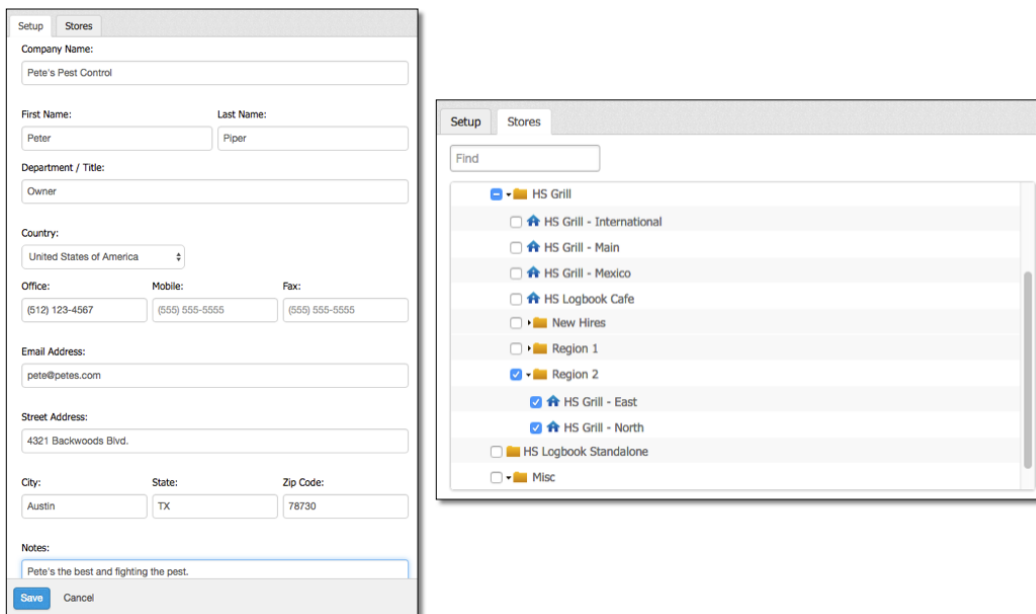 Setup Stores
Company Name:
Pete's Pest Control
First Name: Last Name:
Peter Piper
Department / Title:
Owner
Country:
United States of America
Office: Mobile: Fax:
(512) 123-4567 (555) 555-5555 (555) 555-5555
Email Address:
pete@petes.com
Street Address:
4321 Backwoods Blvd.
City: State: Zip Code:
Austin TX 78730
Notes:
Pete's the best and fighting the pest.
Save Cancel
Setup Stores
Find
HS Grill
HS Grill - International
HS Grill - Main
HS Grill - Mexico
HS Logbook Cafe
New Hires
Region 1
Region 2
HS Grill - East
HS Grill - North
HS Logbook Standalone
Misc